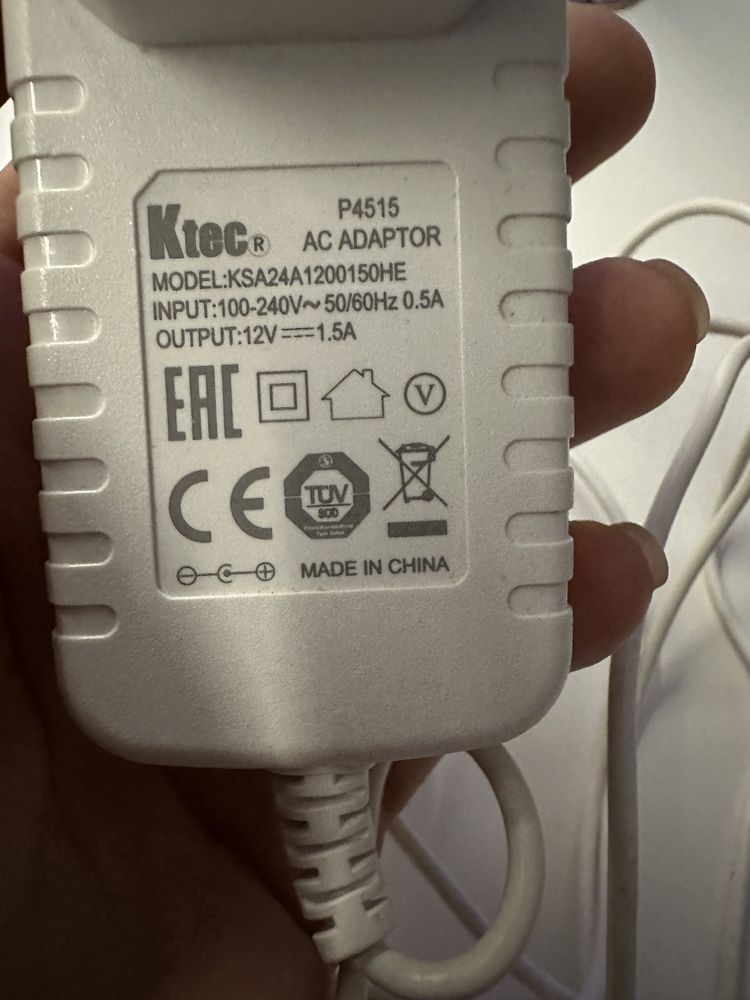 Ktec®
P4515
AC ADAPTOR
MODEL:KSA24A1200150HE
INPUT:100-240V~ 50/60Hz 0.5A
OUTPUT:12V⎓1.5A
EAC
V
CE
TÜV
SÜD
MADE IN CHINA